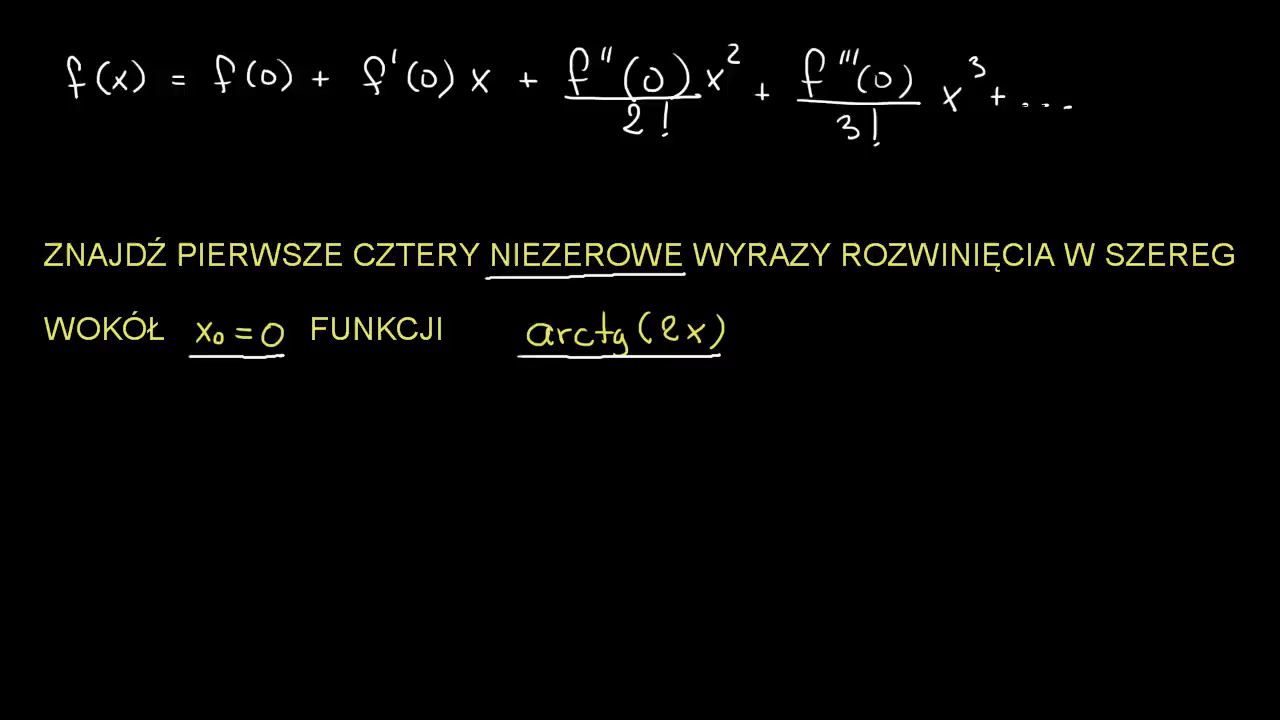 f(x) = f(0) + f'(0) x + f''(0)/2! x² + f'''(0)/3! x³ + ....
ZNAJDŹ PIERWSZE CZTERY NIEZEROWE WYRAZY ROZWINIĘCIA W SZEREG
WOKÓŁ x₀ = 0 FUNKCJI arctg(2x)